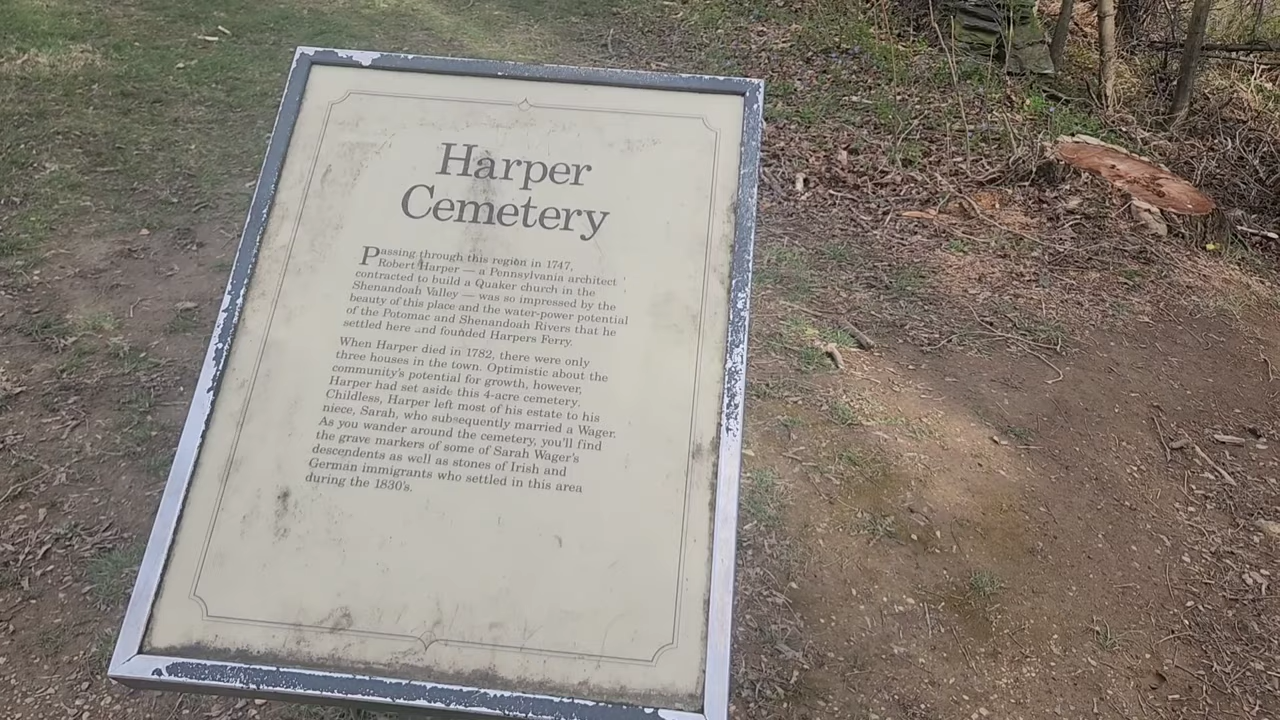 Harper
Cemetery
Passing through this region in 1747,
Robert Harper — a Pennsylvania architect
contracted to build a Quaker church in the
Shenandoah Valley — was so impressed by the
beauty of this place and the water-power potential
of the Potomac and Shenandoah Rivers that he
settled here and founded Harpers Ferry.
When Harper died in 1782, there were only
three houses in the town. Optimistic about the
community's potential for growth, however,
Harper had set aside this 4-acre cemetery.
Childless, Harper left most of his estate to his
niece, Sarah, who subsequently married a Wager.
As you wander around the cemetery, you'll find
the grave markers of some of Sarah Wager's
descendents as well as stones of Irish and
German immigrants who settled in this area
during the 1830's.